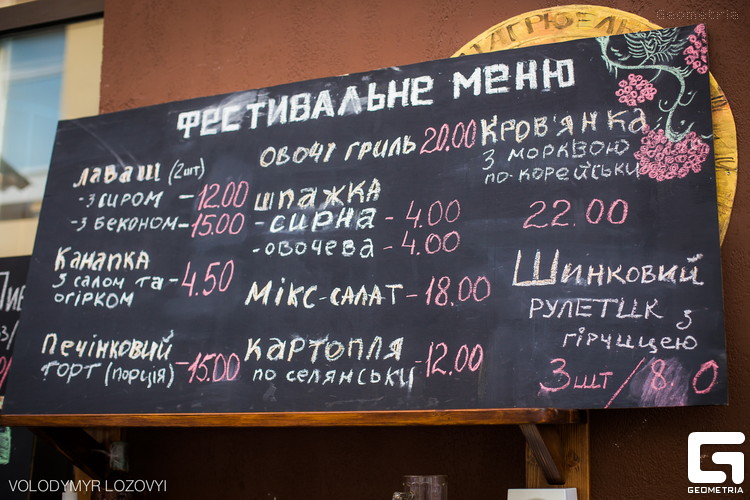 Geometria
ЗАГРЮБЕЛЬ
ФЕСТИВАЛЬНЕ МЕНЮ
ЛАВАШ (2шт)
-з сиром - 12.00
-з беконом - 15.00
Канапка
з салом та - 4.50
огірком
Печінковий
торт (порція) - 15.00
ОВОЧІ ГРИЛЬ 20.00
ШПАЖКА
- сирна - 4.00
- овочева - 4.00
МІКС-САЛАТ - 18.00
КАРТОПЛЯ
по селянськи - 12.00
КРОВ'ЯНКА
з морквою
по-корейськи
22.00
Шинковий
рулетик з
гірчицею
3шт/8.0
VOLODYMYR LOZOVYI
G
GEOMETRIA